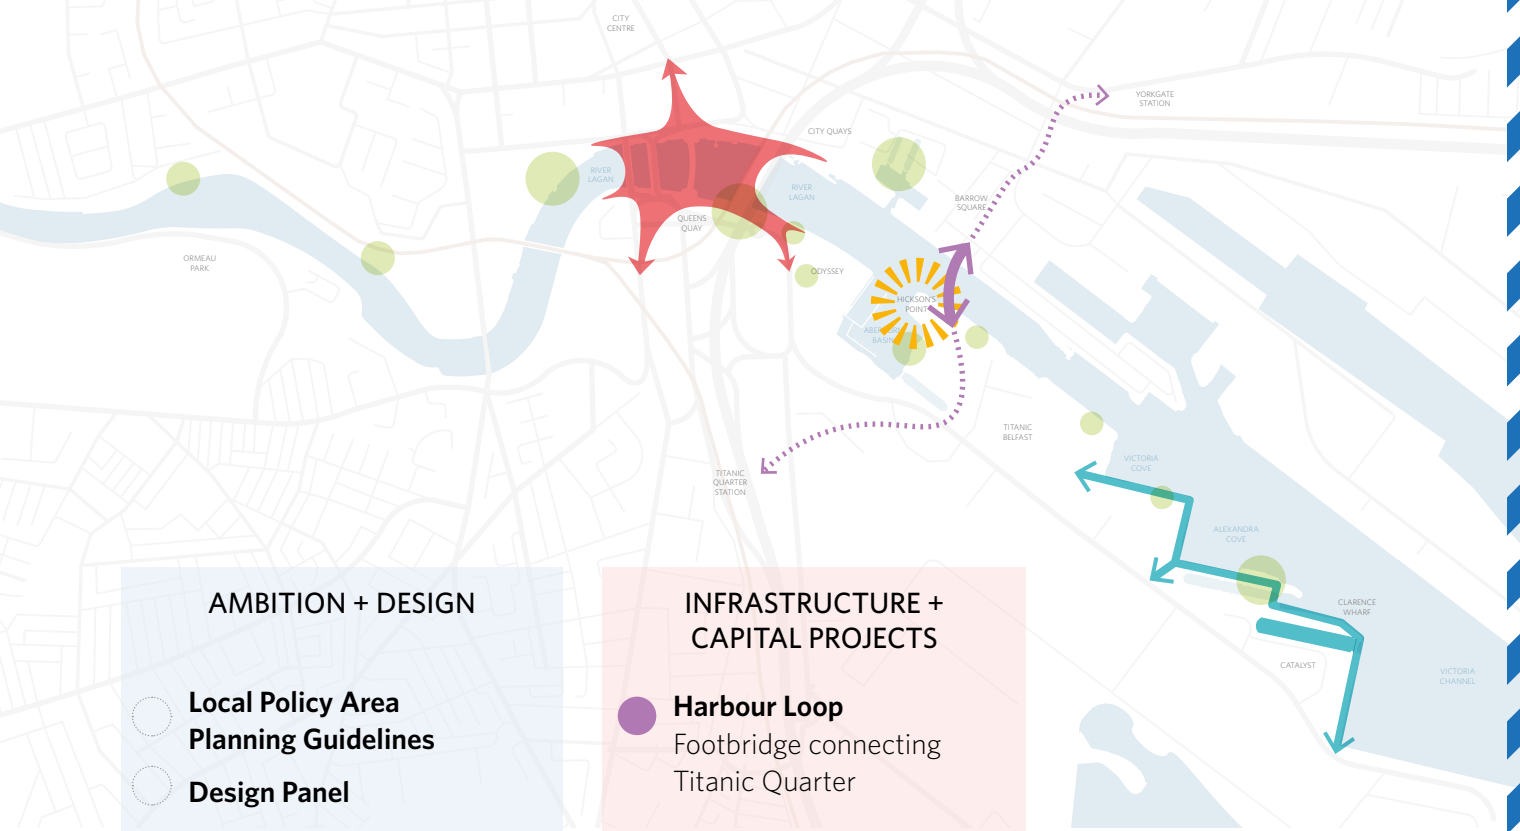 CITY
CENTRE
YORKGATE
STATION
CITY QUAYS
RIVER
LAGAN
RIVER
LAGAN
BARROW
SQUARE
QUEENS
QUAY
ORMEAU
PARK
ODYSSEY
HICKSON'S
POINT
BASIN
TITANIC
BELFAST
VICTORIA
COVE
TITANIC
QUARTER
STATION
ALEXANDRA
COVE
CLARENCE
WHARF
CATALYST
VICTORIA
CHANNEL
AMBITION + DESIGN
Local Policy Area
Planning Guidelines
Design Panel
INFRASTRUCTURE +
CAPITAL PROJECTS
Harbour Loop
Footbridge connecting
Titanic Quarter